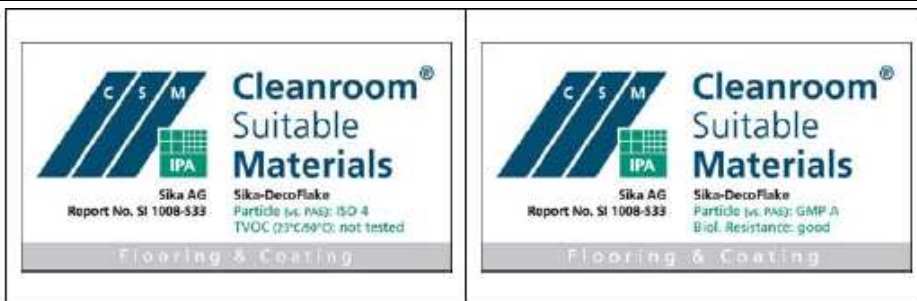 C S M
IPA
Cleanroom®
Suitable
Materials
Sika AG
Report No. SI 1008-533
Sika-DecoFlake
Particle (vs. PA6): ISO 4
TVOC (23°C/90°C): not tested
Flooring & Coating
C S M
IPA
Cleanroom®
Suitable
Materials
Sika AG
Report No. SI 1008-533
Sika-DecoFlake
Particle (vs. PA6): GMP A
Biol. Resistance: good
Flooring & Coating